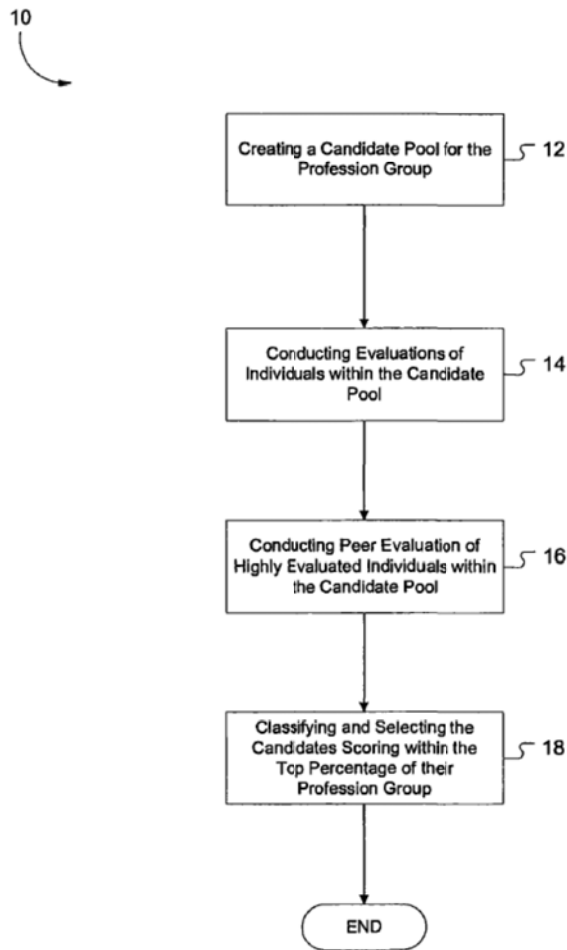 10
Creating a Candidate Pool for the
Profession Group
12
Conducting Evaluations of
Individuals within the Candidate
Pool
14
Conducting Peer Evaluation of
Highly Evaluated Individuals within
the Candidate Pool
16
Classifying and Selecting the
Candidates Scoring within the
Top Percentage of their
Profession Group
18
END